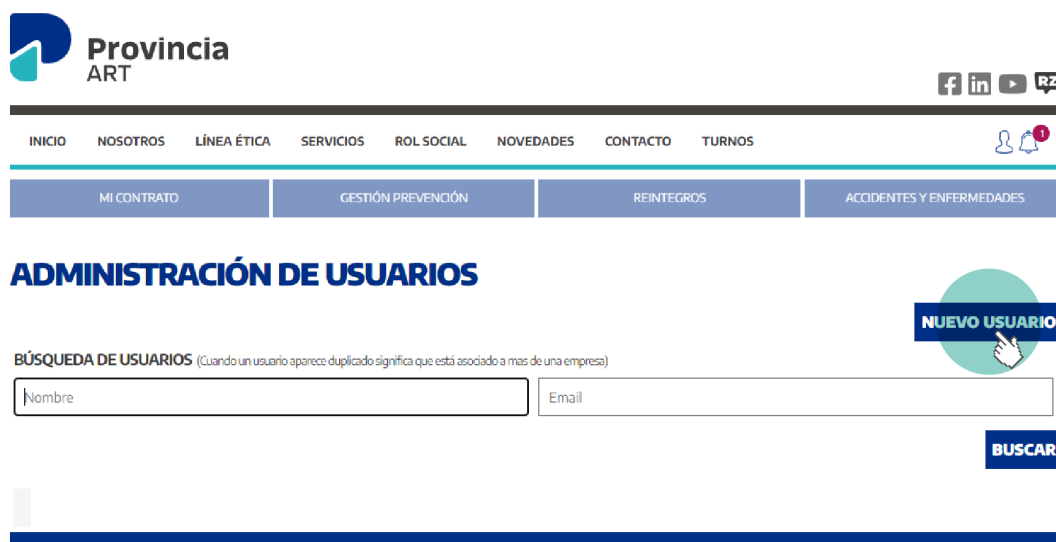 Provincia
ART
RZ
INICIO NOSOTROS LÍNEA ÉTICA SERVICIOS ROL SOCIAL NOVEDADES CONTACTO TURNOS 1
MI CONTRATO GESTIÓN PREVENCIÓN REINTEGROS ACCIDENTES Y ENFERMEDADES
ADMINISTRACIÓN DE USUARIOS
NUEVO USUARIO
BÚSQUEDA DE USUARIOS (Cuando un usuario aparece duplicado significa que está asociado a mas de una empresa)
Nombre Email
BUSCAR